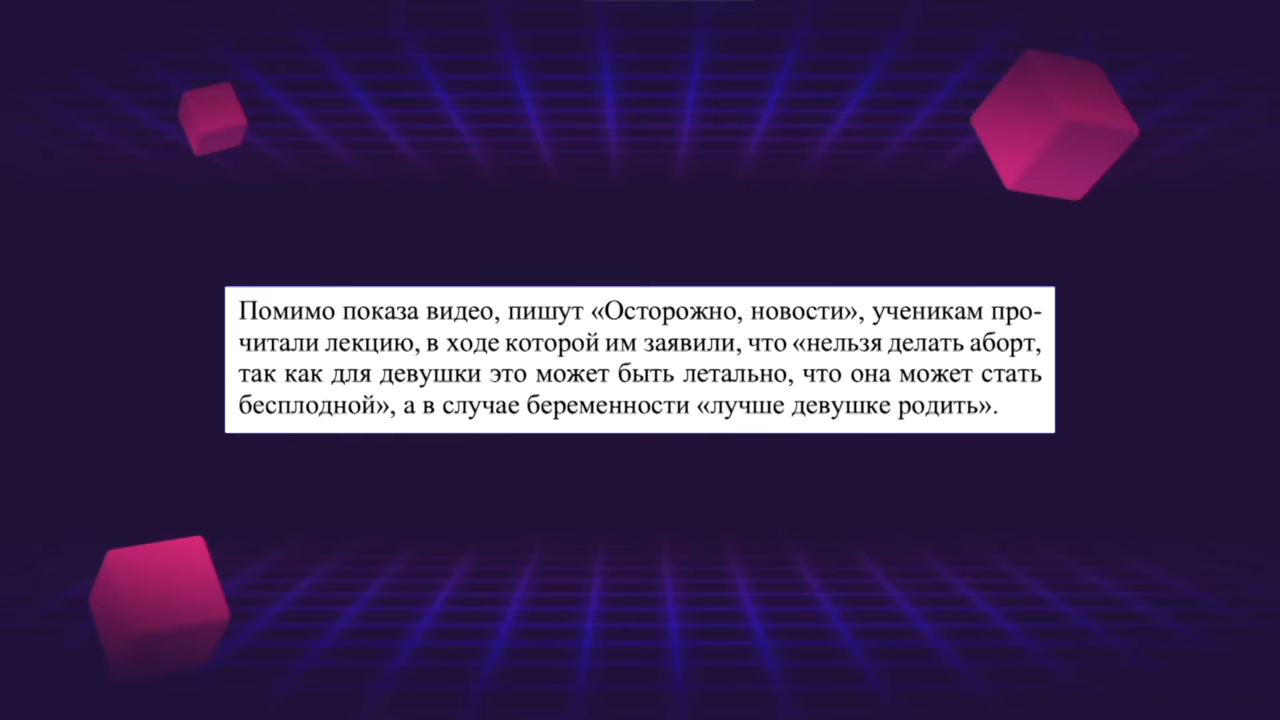 Помимо показа видео, пишут «Осторожно, новости», ученикам про-
читали лекцию, в ходе которой им заявили, что «нельзя делать аборт,
так как для девушки это может быть летально, что она может стать
бесплодной», а в случае беременности «лучше девушке родить».